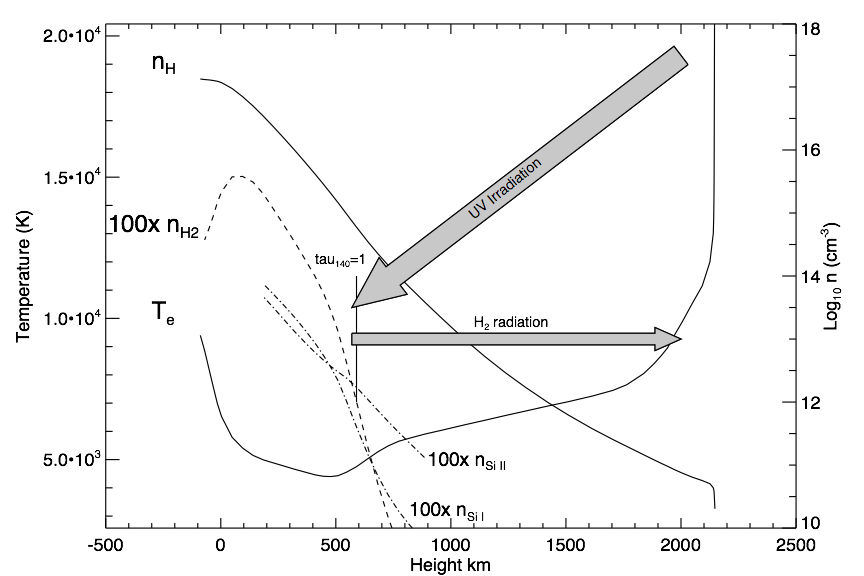 2.0•10⁴
1.5•10⁴
1.0•10⁴
5.0•10³
Temperature (K)
18
16
14
12
10
Log₁₀ n (cm⁻³)
n_H
100x n_H2
T_e
tau₁₄₀=1
UV Irradiation
H₂ radiation
100x n_Si II
100x n_Si I
-500 0 500 1000 1500 2000 2500
Height km